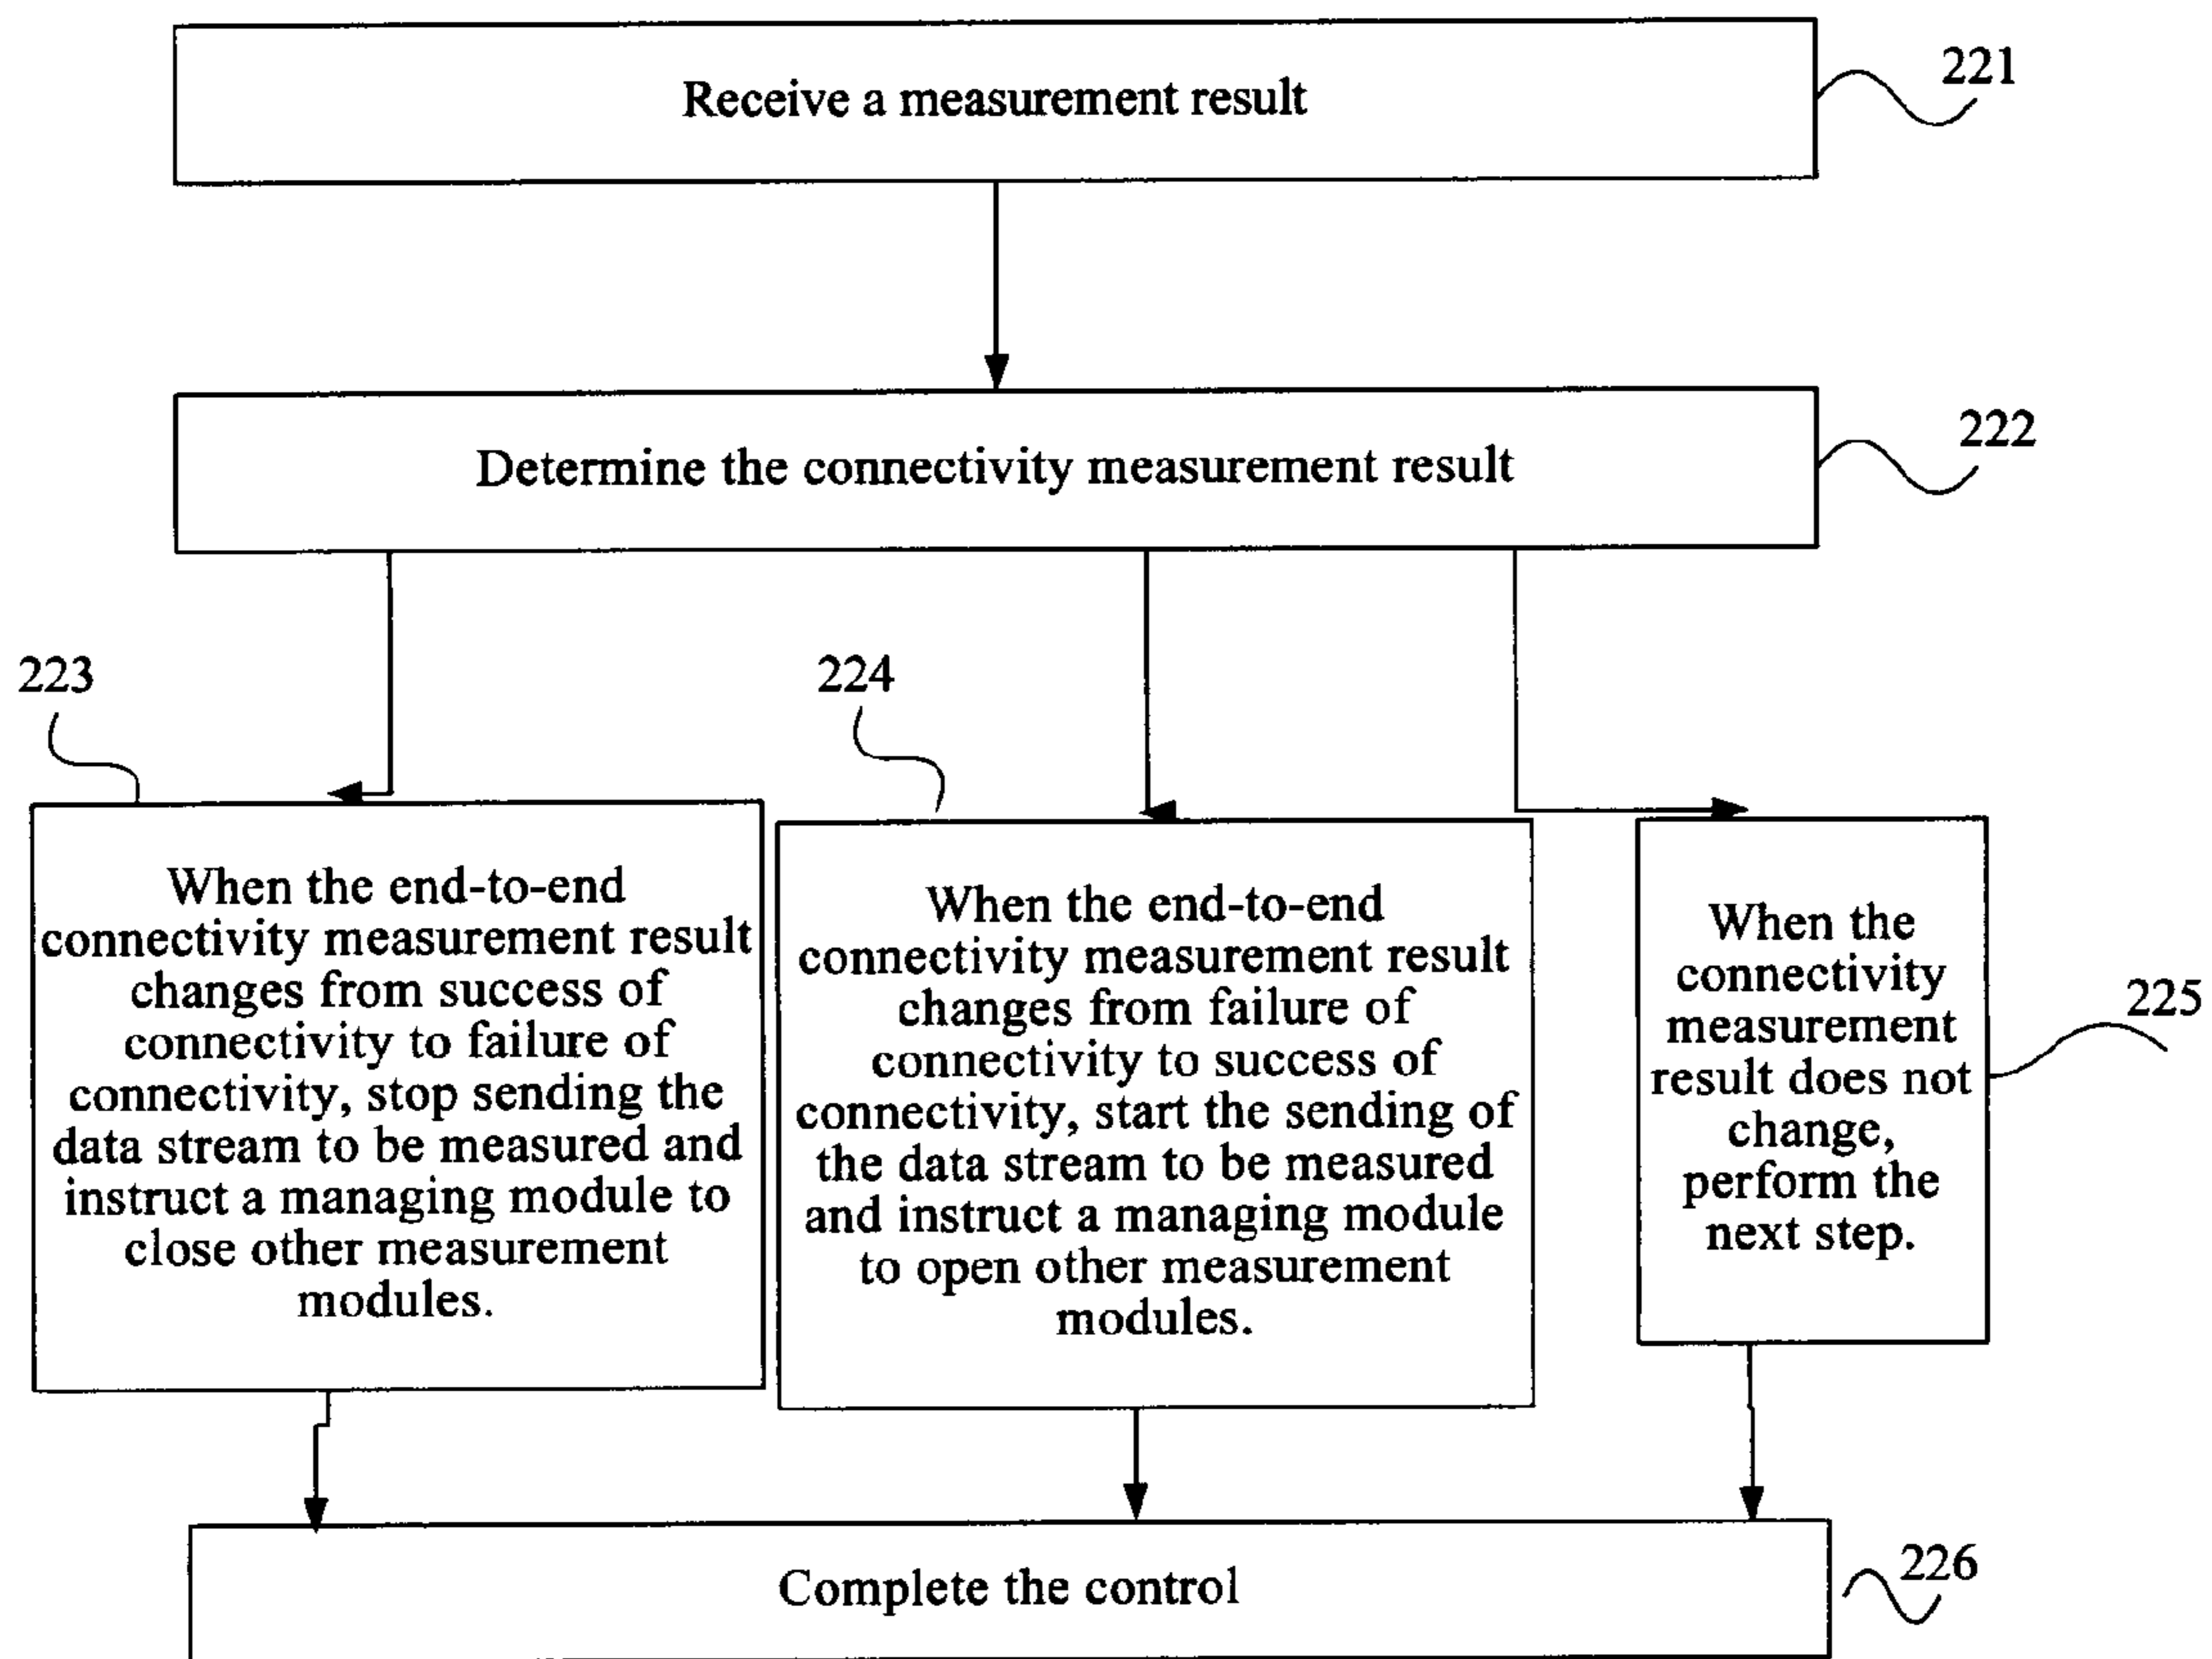 Receive a measurement result
221
Determine the connectivity measurement result
222
223
When the end-to-end
connectivity measurement result
changes from success of
connectivity to failure of
connectivity, stop sending the
data stream to be measured and
instruct a managing module to
close other measurement
modules.
224
When the end-to-end
connectivity measurement result
changes from failure of
connectivity to success of
connectivity, start the sending of
the data stream to be measured
and instruct a managing module
to open other measurement
modules.
When the
connectivity
measurement
result does not
change,
perform the
next step.
225
Complete the control
226